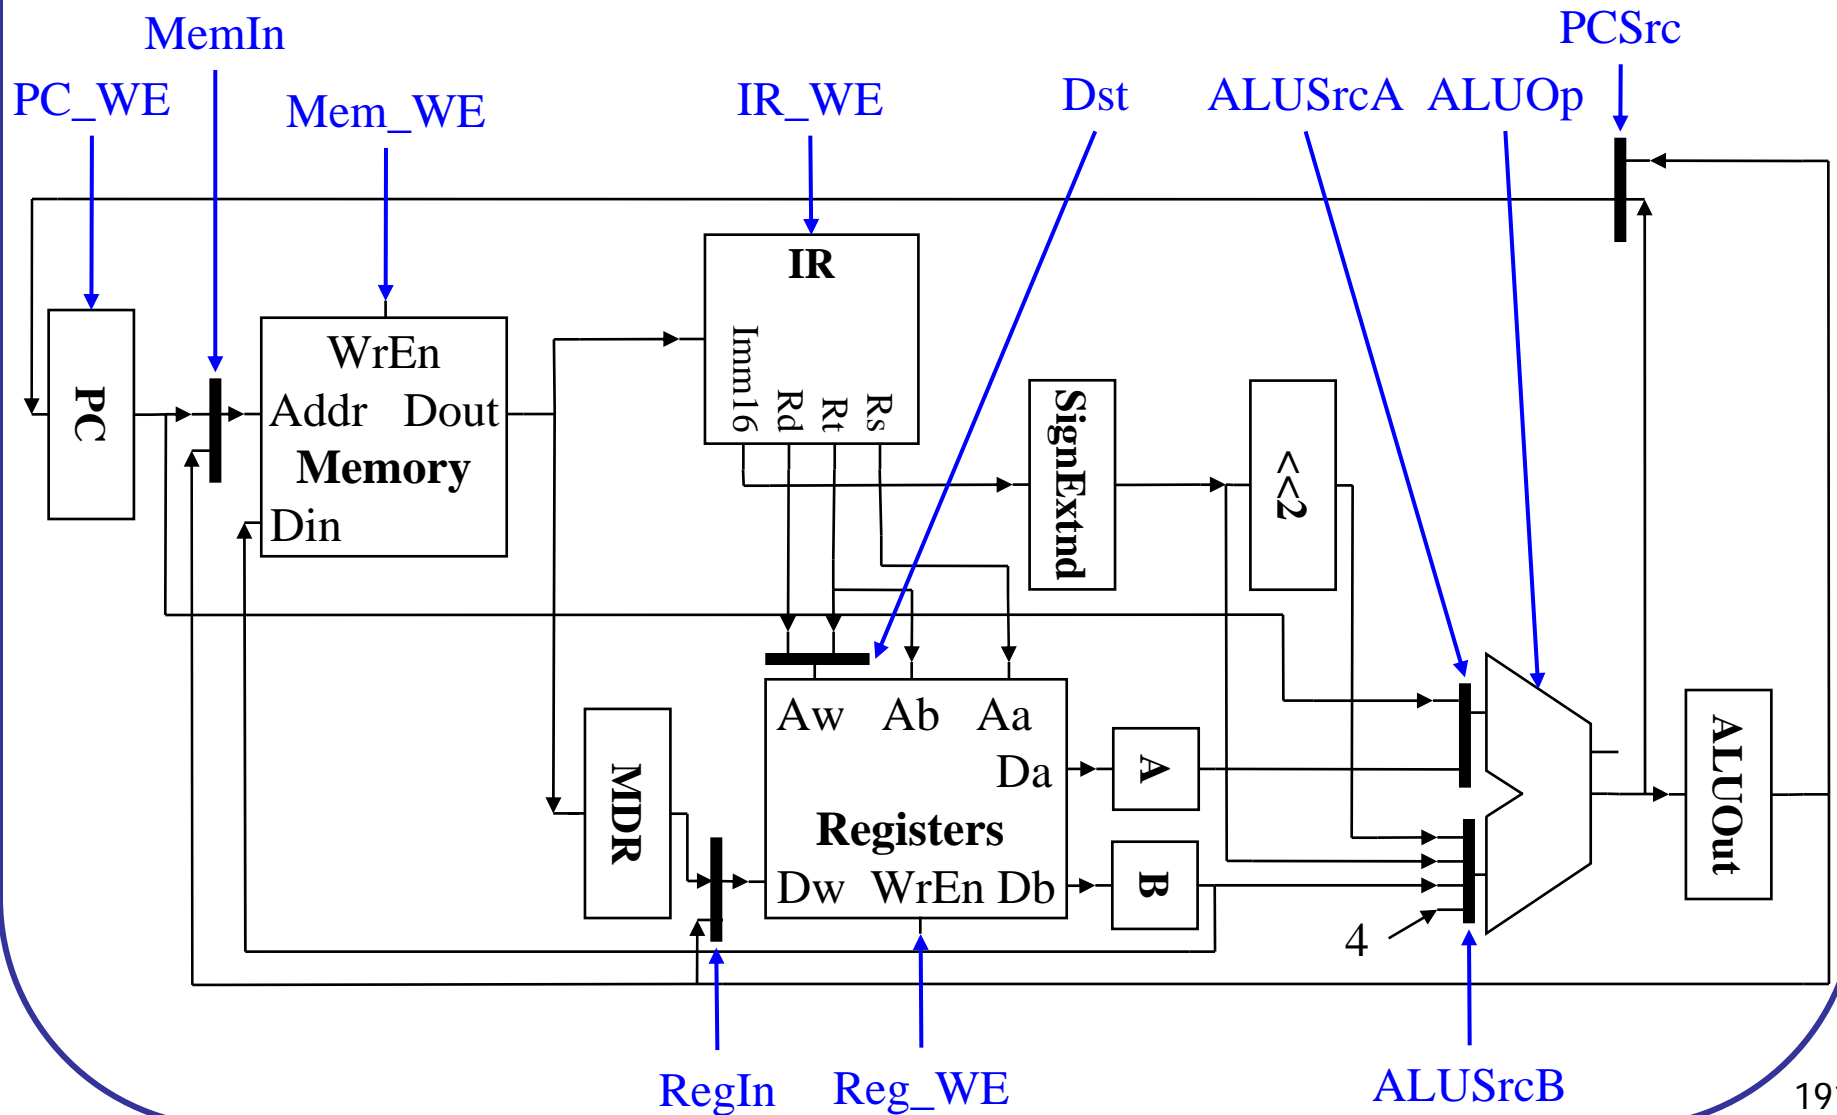 MemIn
PCSrc
PC_WE
Mem_WE
IR_WE
Dst
ALUSrcA
ALUOp
IR
Imm16
Rd
Rt
Rs
WrEn
Addr
Dout
Memory
Din
PC
SignExtnd
<<2
Aw
Ab
Aa
Da
Registers
Dw
WrEn
Db
MDR
A
B
4
ALUOut
RegIn
Reg_WE
ALUSrcB